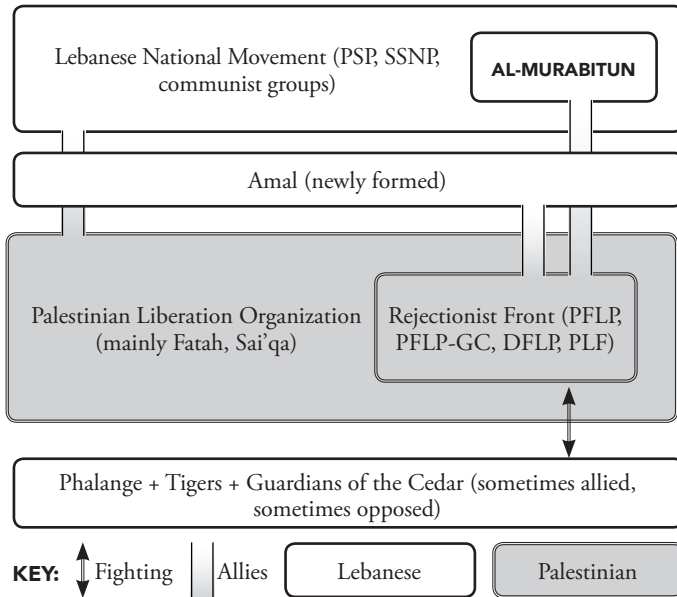 Lebanese National Movement (PSP, SSNP,
communist groups)
AL-MURABITUN
Amal (newly formed)
Palestinian Liberation Organization
(mainly Fatah, Sai’qa)
Rejectionist Front (PFLP,
PFLP-GC, DFLP, PLF)
Phalange + Tigers + Guardians of the Cedar (sometimes allied,
sometimes opposed)
KEY: Fighting Allies Lebanese Palestinian